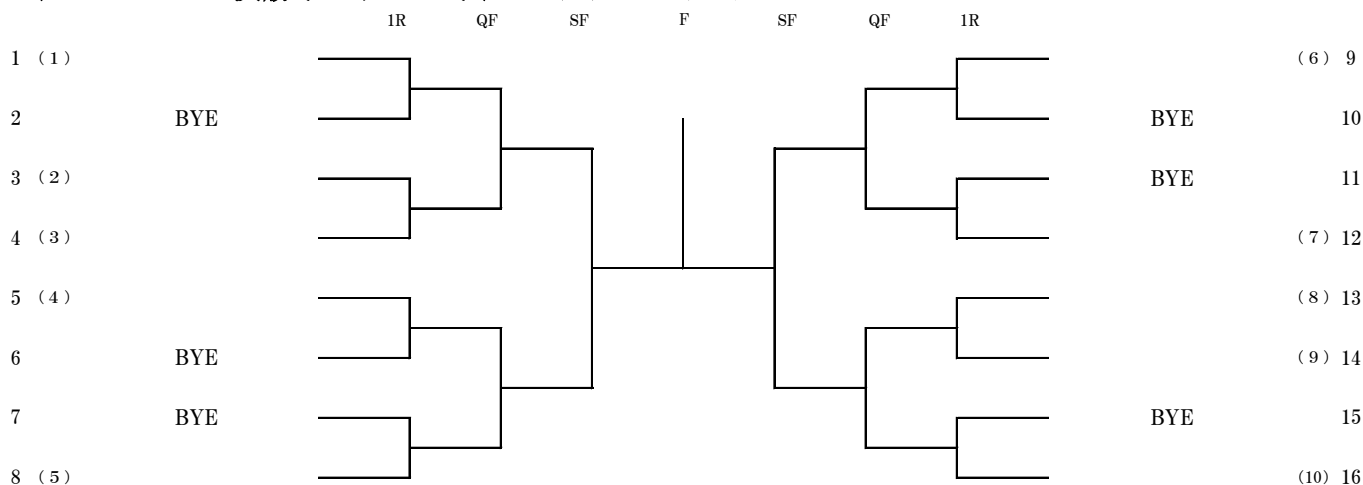 1R QF SF F SF QF 1R
1 (1) (6) 9
2 BYE BYE 10
3 (2) BYE 11
4 (3) (7) 12
5 (4) (8) 13
6 BYE (9) 14
7 BYE BYE 15
8 (5) (10) 16